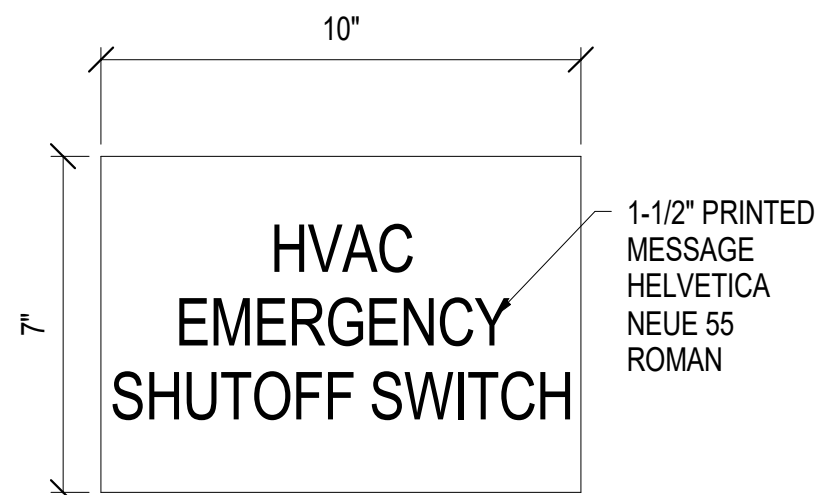 10"
7"
HVAC
EMERGENCY
SHUTOFF SWITCH
1-1/2" PRINTED
MESSAGE
HELVETICA
NEUE 55
ROMAN